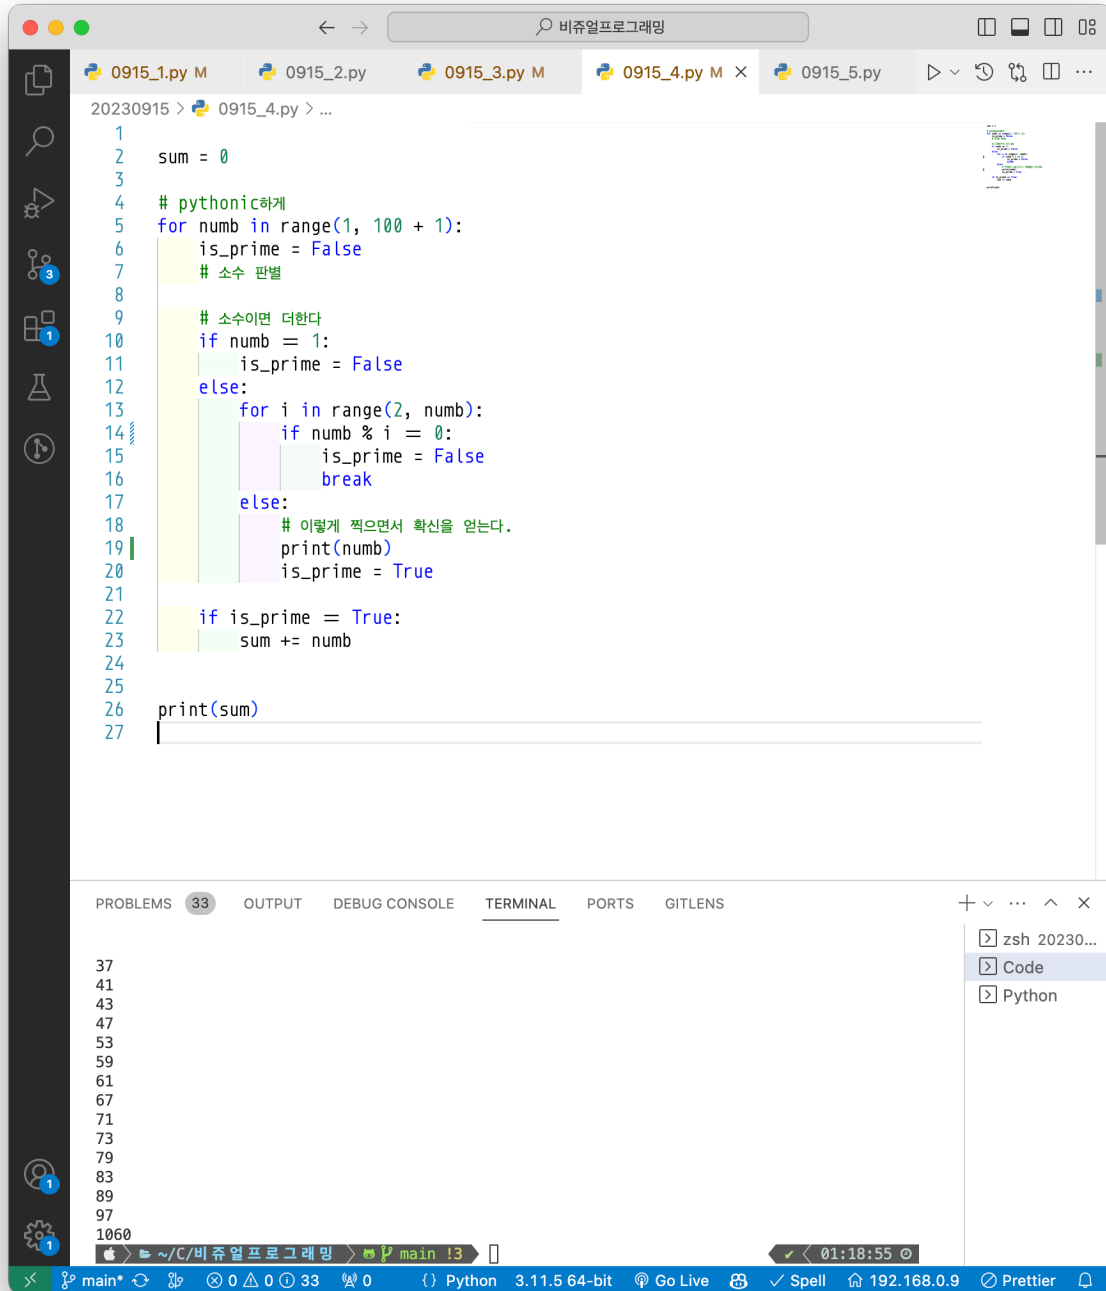 비쥬얼프로그래밍
0915_1.py M 0915_2.py 0915_3.py M 0915_4.py M 0915_5.py
20230915 > 0915_4.py > ...
1
2 sum = 0
3
4 # pythonic하게
5 for numb in range(1, 100 + 1):
6 is_prime = False
7 # 소수 판별
8
9 # 소수이면 더한다
10 if numb == 1:
11 is_prime = False
12 else:
13 for i in range(2, numb):
14 if numb % i == 0:
15 is_prime = False
16 break
17 else:
18 # 이렇게 찍으면서 확신을 얻는다.
19 print(numb)
20 is_prime = True
21
22 if is_prime == True:
23 sum += numb
24
25
26 print(sum)
27
3
1
1
1
PROBLEMS 33 OUTPUT DEBUG CONSOLE TERMINAL PORTS GITLENS
zsh 20230...
Code
Python
37
41
43
47
53
59
61
67
71
73
79
83
89
97
1060
~/C/비쥬얼프로그래밍 main !3 01:18:55
main* 0 0 33 0 {} Python 3.11.5 64-bit Go Live Spell 192.168.0.9 Prettier